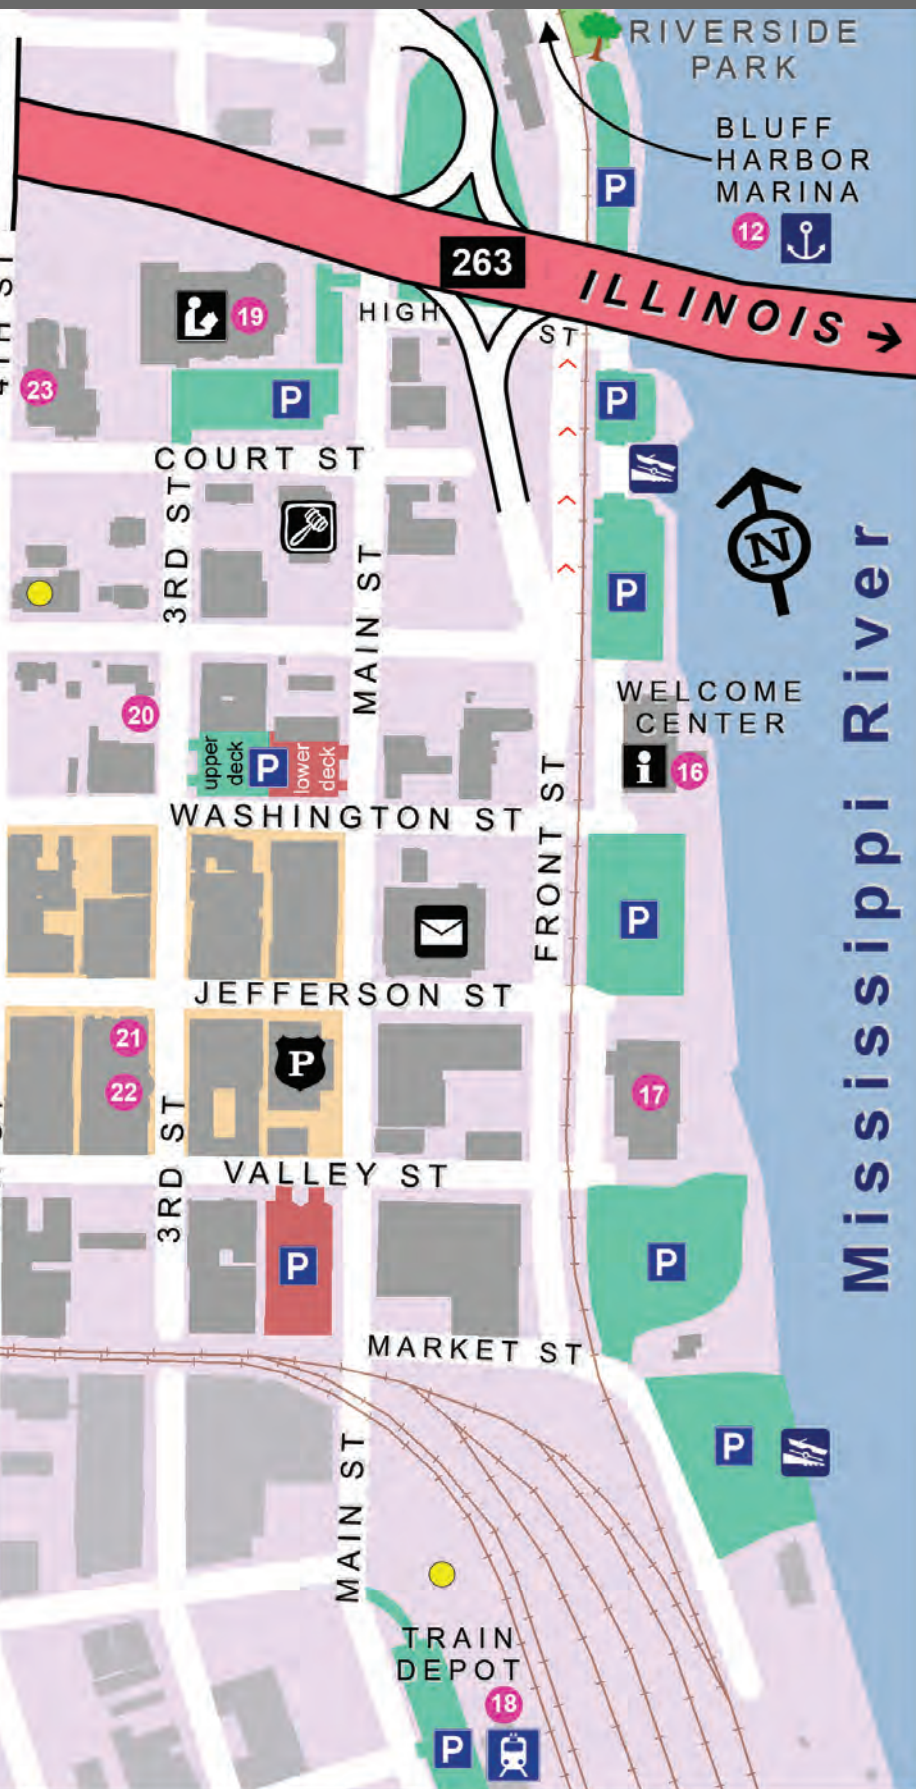 RIVERSIDE
PARK
BLUFF
HARBOR
MARINA
P
12
263
ILLINOIS
4TH ST
19
HIGH
ST
23
P
P
COURT ST
3RD ST
N
P
MAIN ST
WELCOME
CENTER
20
upper
deck
P
lower
deck
i
16
WASHINGTON ST
FRONT ST
P
Mississippi River
JEFFERSON ST
21
P
22
17
3RD ST
VALLEY ST
P
P
MARKET ST
P
MAIN ST
TRAIN
DEPOT
18
P